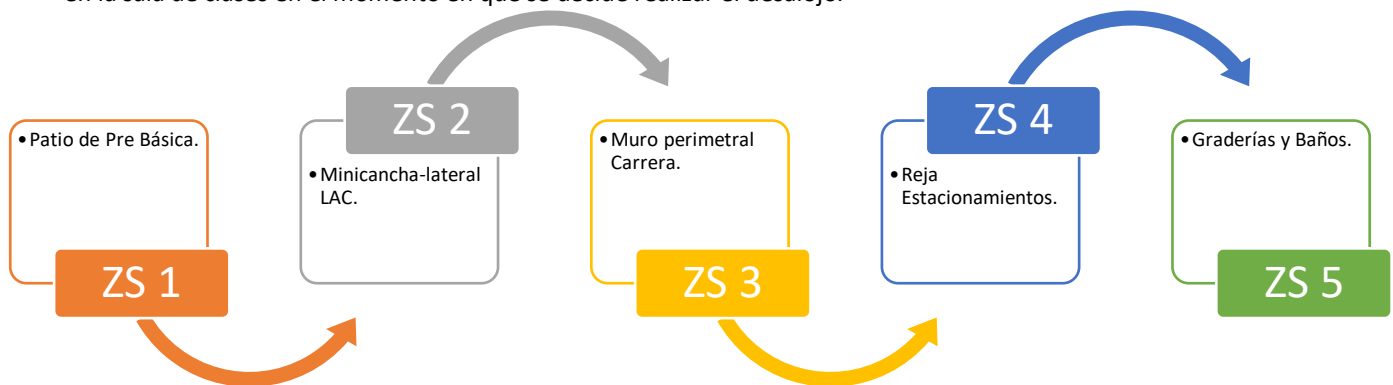 •Patio de Pre Básica.
ZS 1
ZS 2
•Minicancha-lateral
LAC.
•Muro perimetral
Carrera.
ZS 3
ZS 4
•Reja
Estacionamientos.
•Graderías y Baños.
ZS 5